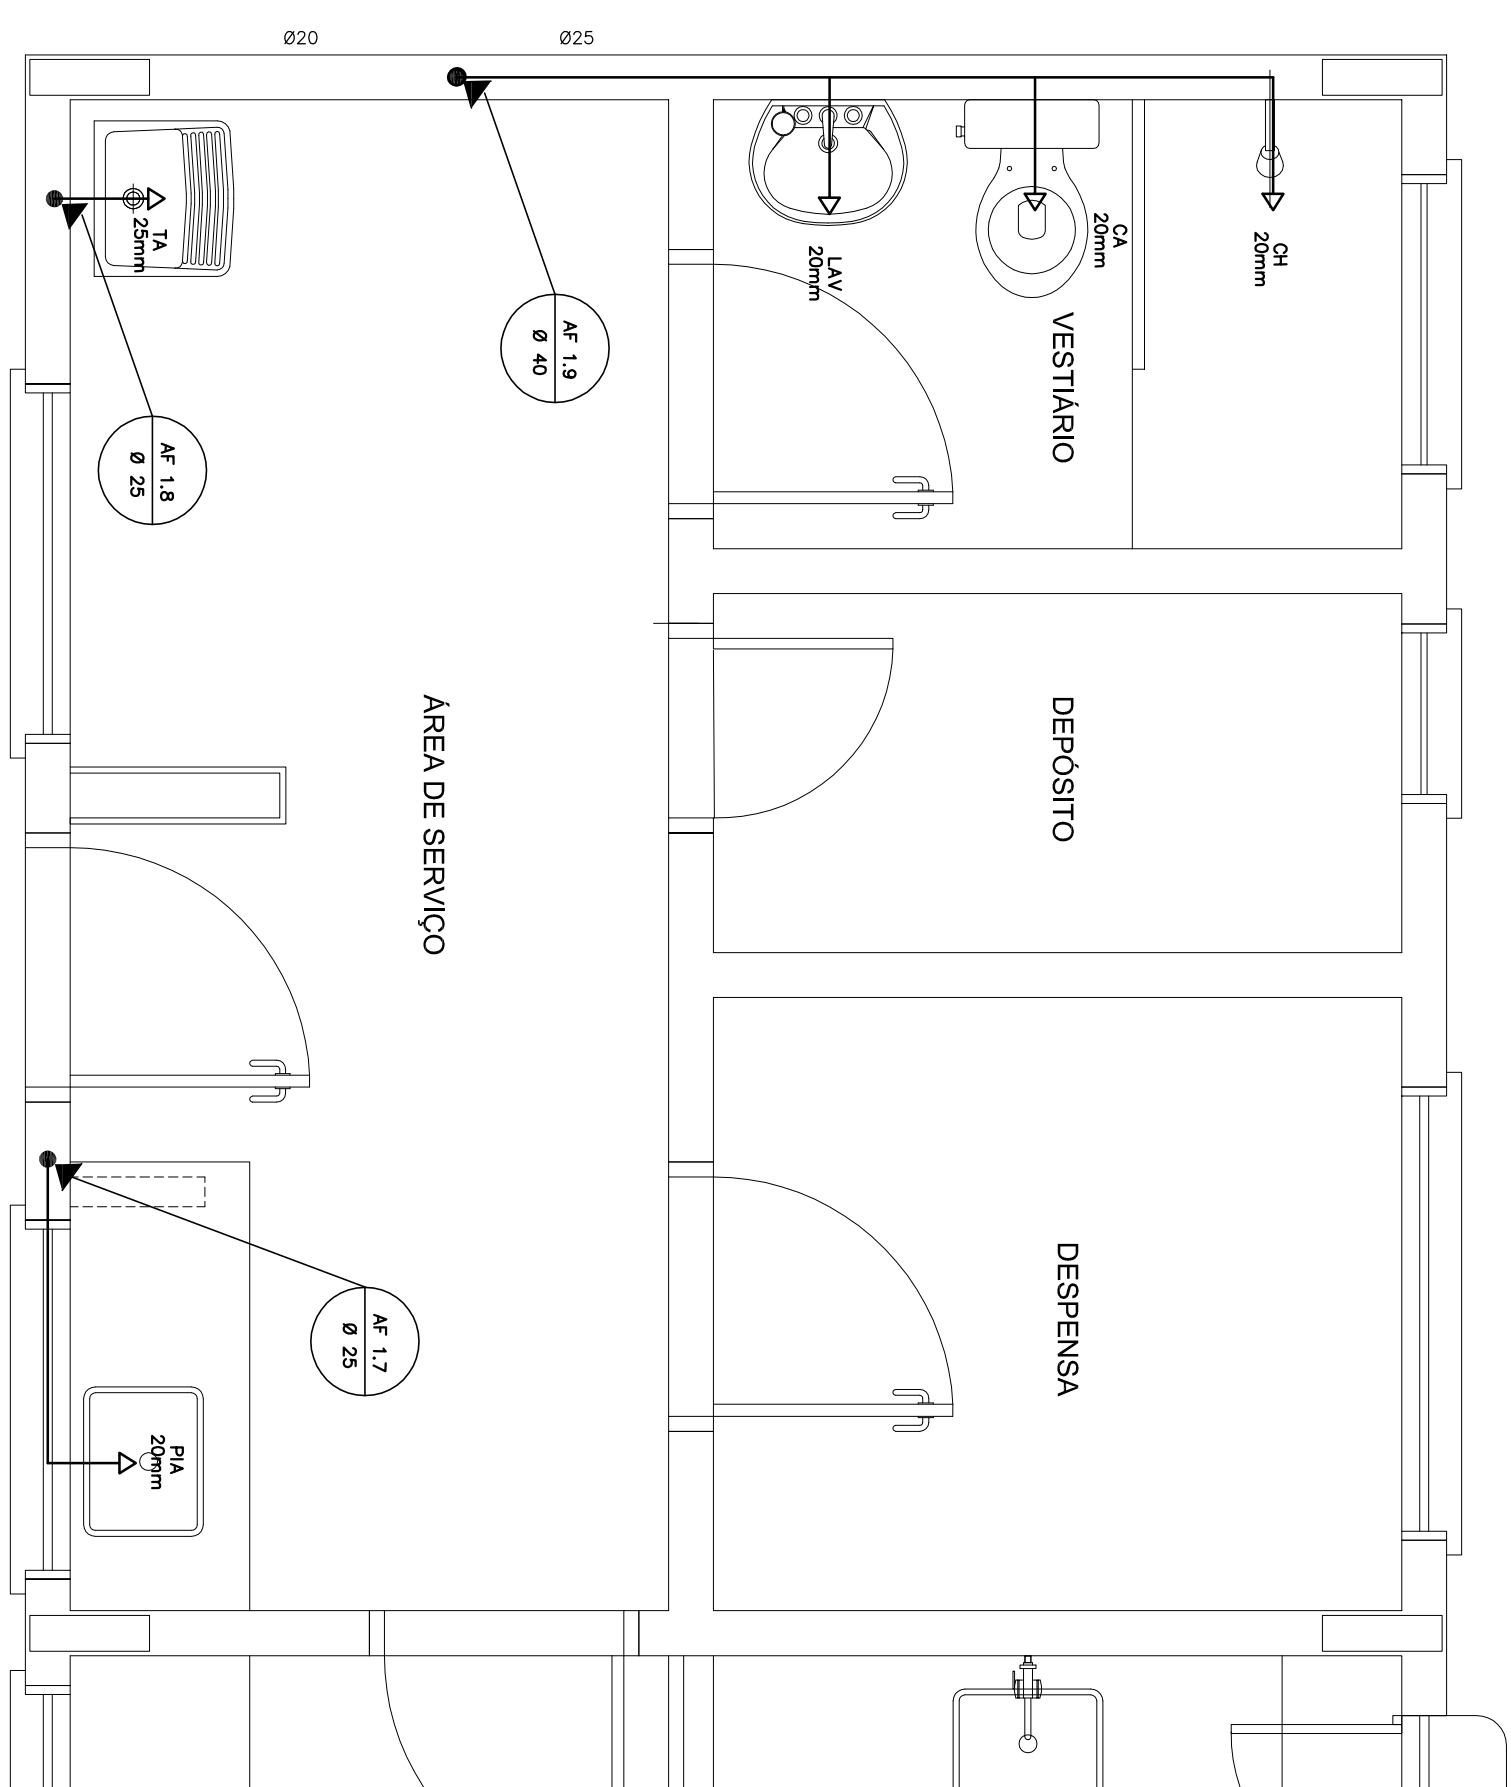 Ø20
Ø25
TA
25mm
LAV
20mm
CA
20mm
CH
20mm
AF 1.9
Ø 40
VESTIÁRIO
AF 1.8
Ø 25
ÁREA DE SERVIÇO
DEPÓSITO
DESPENSA
AF 1.7
Ø 25
PIA
20mm